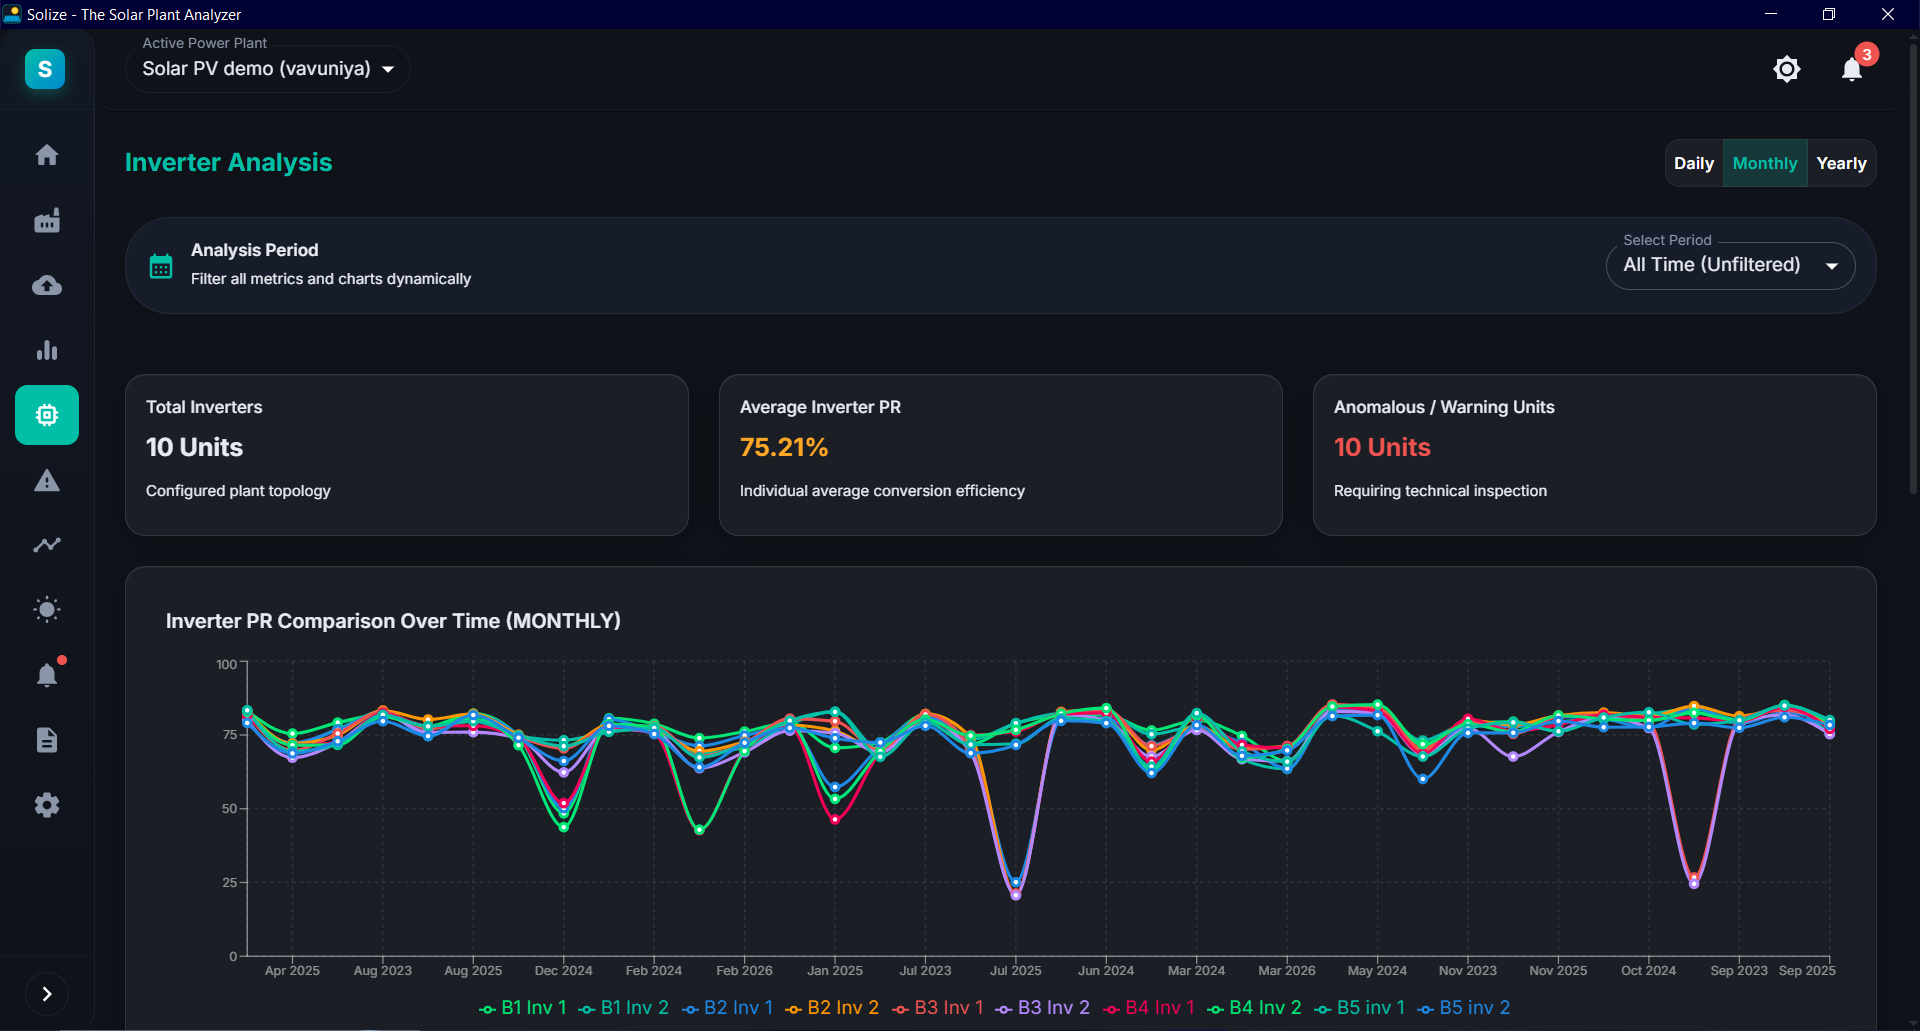 Solize - The Solar Plant Analyzer
S
Active Power Plant
Solar PV demo (vavuniya)
3
Inverter Analysis
Daily Monthly Yearly
Analysis Period
Filter all metrics and charts dynamically
Select Period
All Time (Unfiltered)
Total Inverters
10 Units
Configured plant topology
Average Inverter PR
75.21%
Individual average conversion efficiency
Anomalous / Warning Units
10 Units
Requiring technical inspection
Inverter PR Comparison Over Time (MONTHLY)
100
75
50
25
0
Apr 2025 Aug 2023 Aug 2025 Dec 2024 Feb 2024 Feb 2026 Jan 2025 Jul 2023 Jul 2025 Jun 2024 Mar 2024 Mar 2026 May 2024 Nov 2023 Nov 2025 Oct 2024 Sep 2023 Sep 2025
B1 Inv 1 B1 Inv 2 B2 Inv 1 B2 Inv 2 B3 Inv 1 B3 Inv 2 B4 Inv 1 B4 Inv 2 B5 inv 1 B5 inv 2